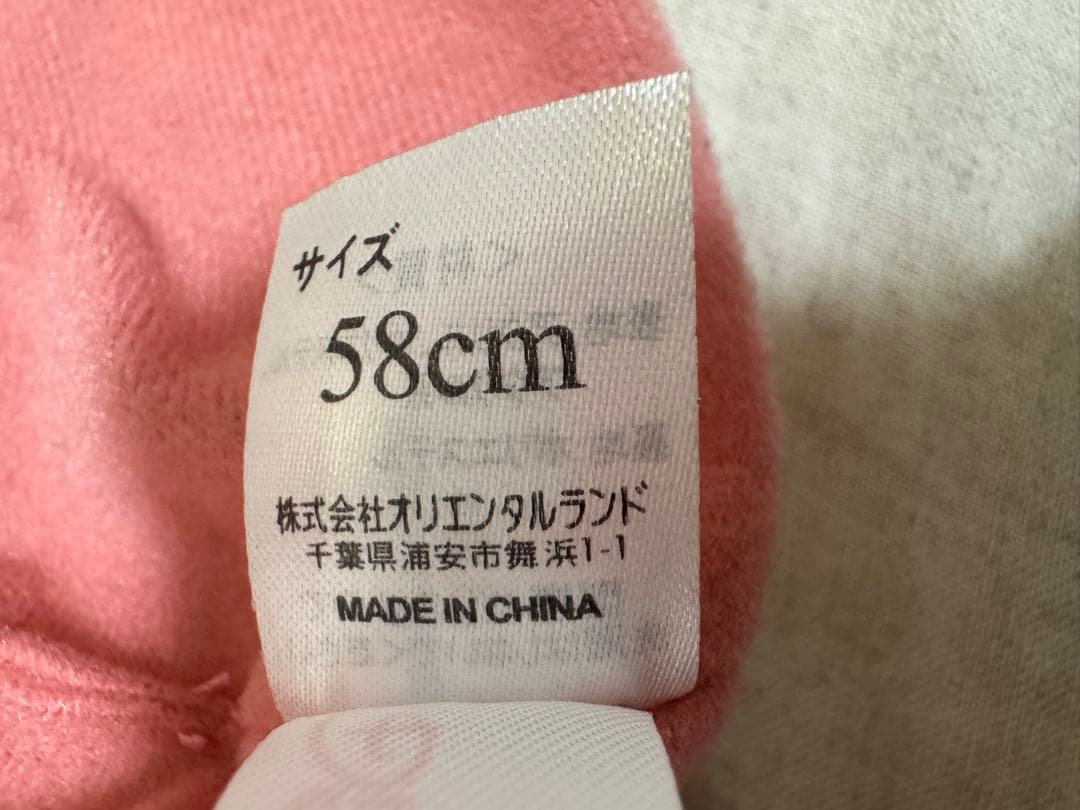 サイズ
58cm
株式会社オリエンタルランド
千葉県浦安市舞浜1-1
MADE IN CHINA